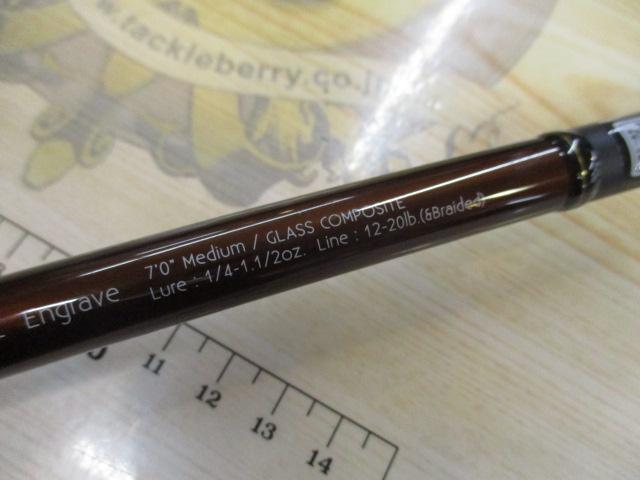 www.tackleberry.co.jp
7'0" Medium / GLASS COMPOSITE
Engrave Lure : 1/4-1.1/2oz. Line : 12-20lb.(&Braided)
11 12 13 14